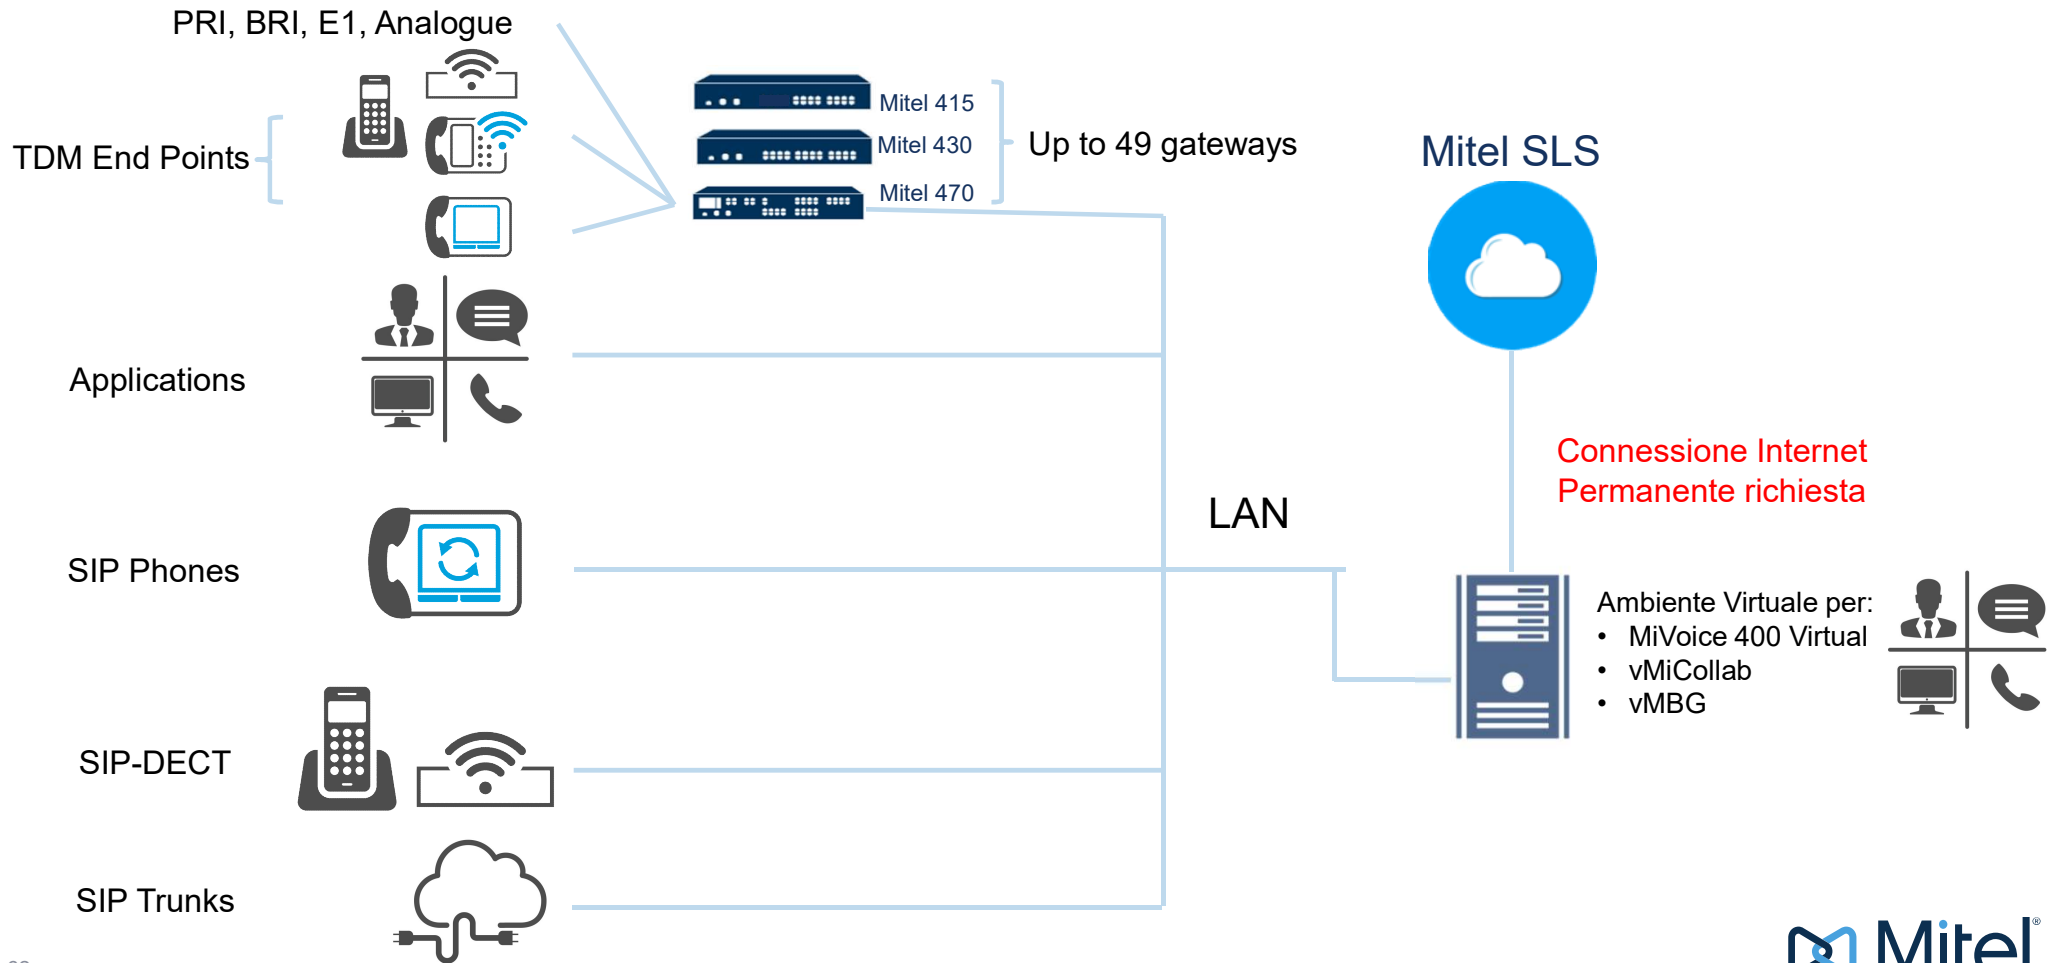 PRI, BRI, E1, Analogue
TDM End Points
Mitel 415
Mitel 430
Mitel 470
Up to 49 gateways
Mitel SLS
Applications
Connessione Internet
Permanente richiesta
LAN
SIP Phones
Ambiente Virtuale per:
• MiVoice 400 Virtual
• vMiCollab
• vMBG
SIP-DECT
SIP Trunks
Mitel®